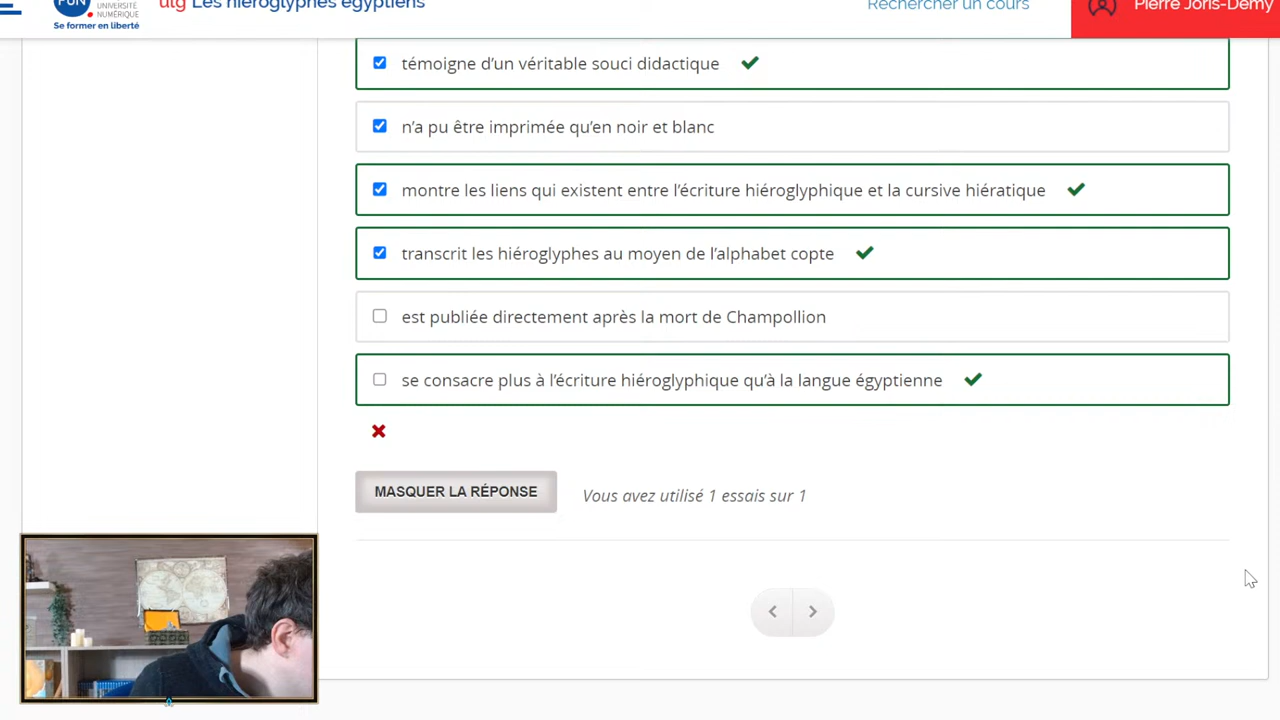 FUN UNIVERSITÉ
NUMÉRIQUE
Se former en liberté
ulg Les hiéroglyphes égyptiens
Rechercher un cours
Pierre Joris-Demy
témoigne d’un véritable souci didactique
n’a pu être imprimée qu’en noir et blanc
montre les liens qui existent entre l’écriture hiéroglyphique et la cursive hiératique
transcrit les hiéroglyphes au moyen de l’alphabet copte
est publiée directement après la mort de Champollion
se consacre plus à l’écriture hiéroglyphique qu’à la langue égyptienne
MASQUER LA RÉPONSE
Vous avez utilisé 1 essais sur 1